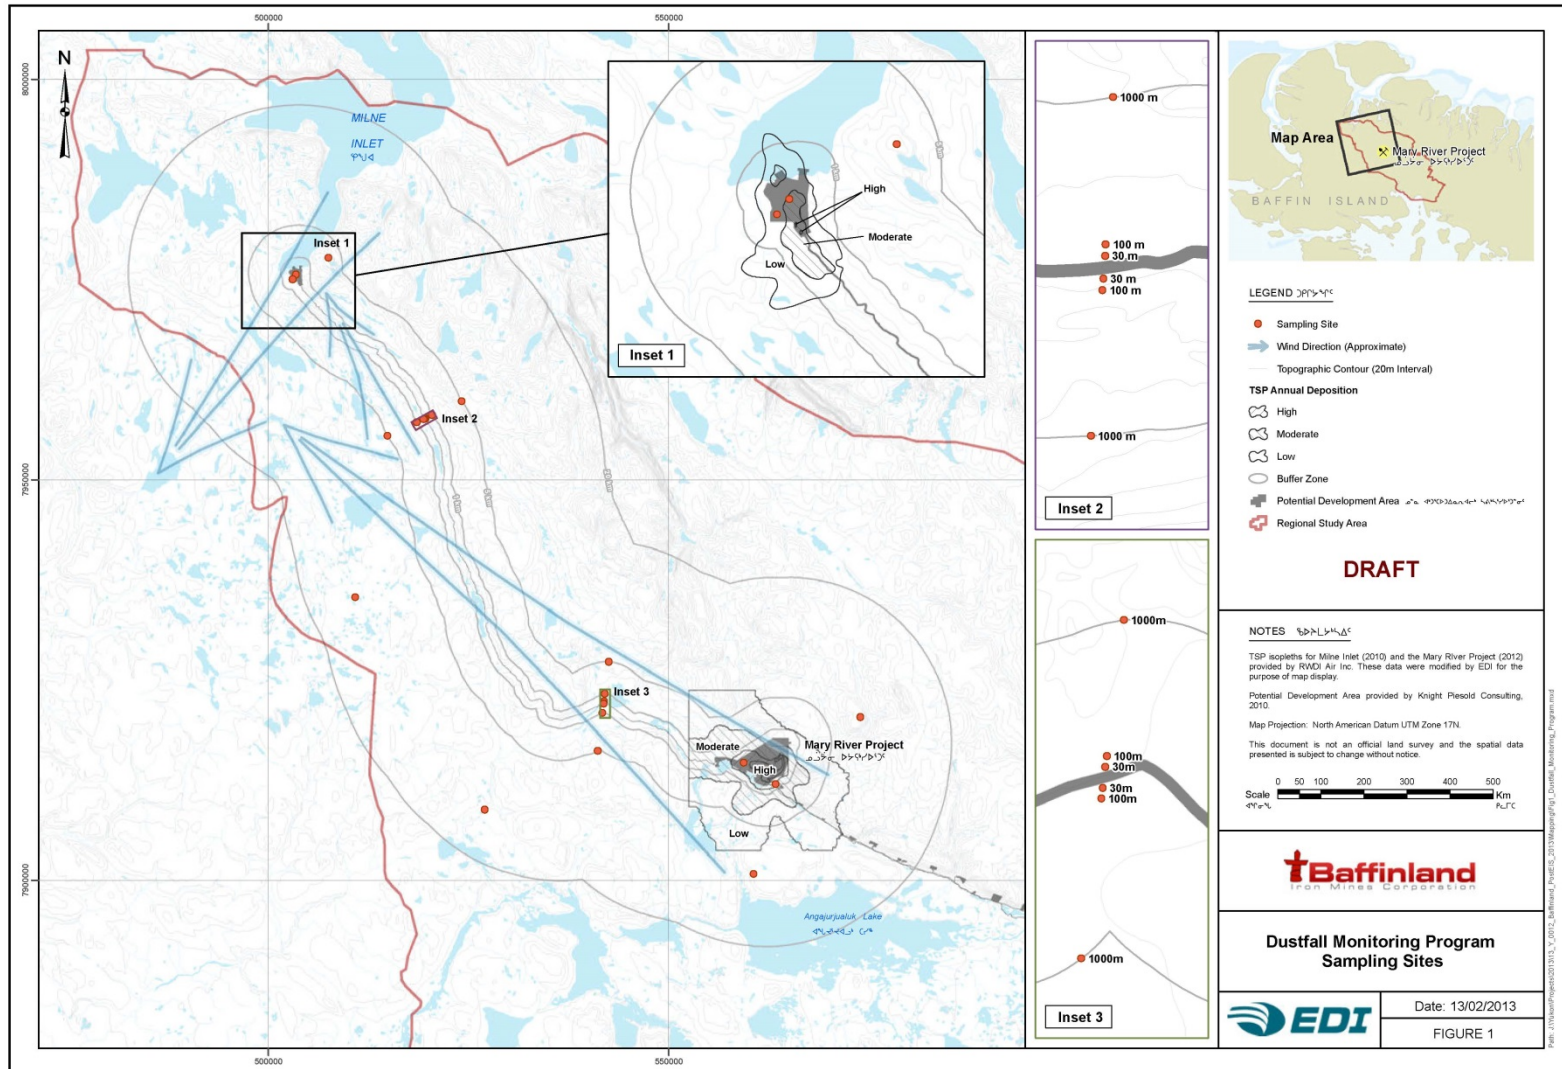 500000
550000
8000000
7950000
7900000
500000
550000
N
MILNE
INLET
ᕿᖑᐊ
Inset 1
Inset 2
Inset 3
Moderate
High
Low
Mary River Project
Angajurjualuk Lake
High
Moderate
Low
Inset 1
1000 m
100 m
30 m
30 m
100 m
1000 m
Inset 2
1000m
100m
30m
30m
100m
1000m
Inset 3
Map Area
Mary River Project
BAFFIN ISLAND
LEGEND
Sampling Site
Wind Direction (Approximate)
Topographic Contour (20m Interval)
TSP Annual Deposition
High
Moderate
Low
Buffer Zone
Potential Development Area
Regional Study Area
DRAFT
NOTES
TSP isopleths for Milne Inlet (2010) and the Mary River Project (2012)
provided by RWDI Air Inc. These data were modified by EDI for the
purpose of map display.
Potential Development Area provided by Knight Piesold Consulting,
2010.
Map Projection: North American Datum UTM Zone 17N.
This document is not an official land survey and the spatial data
presented is subject to change without notice.
0 50 100 200 300 400 500
Scale Km
Baffinland
Iron Mines Corporation
Dustfall Monitoring Program
Sampling Sites
EDI
Date: 13/02/2013
FIGURE 1